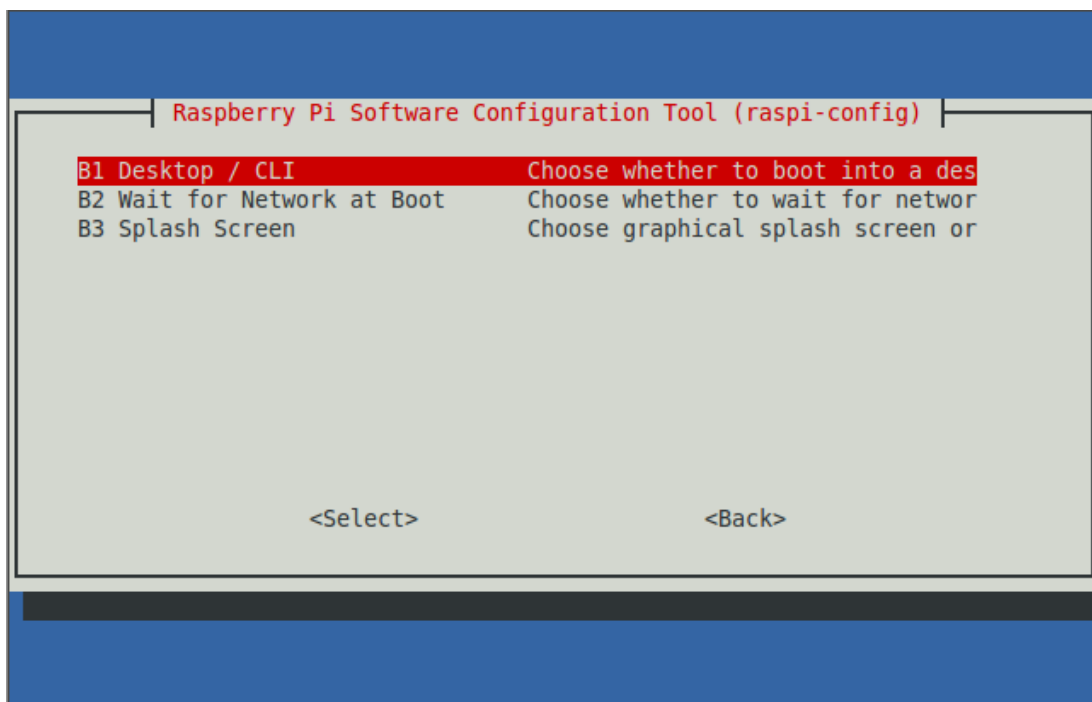 Raspberry Pi Software Configuration Tool (raspi-config)
B1 Desktop / CLI Choose whether to boot into a des
B2 Wait for Network at Boot Choose whether to wait for networ
B3 Splash Screen Choose graphical splash screen or
<Select> <Back>